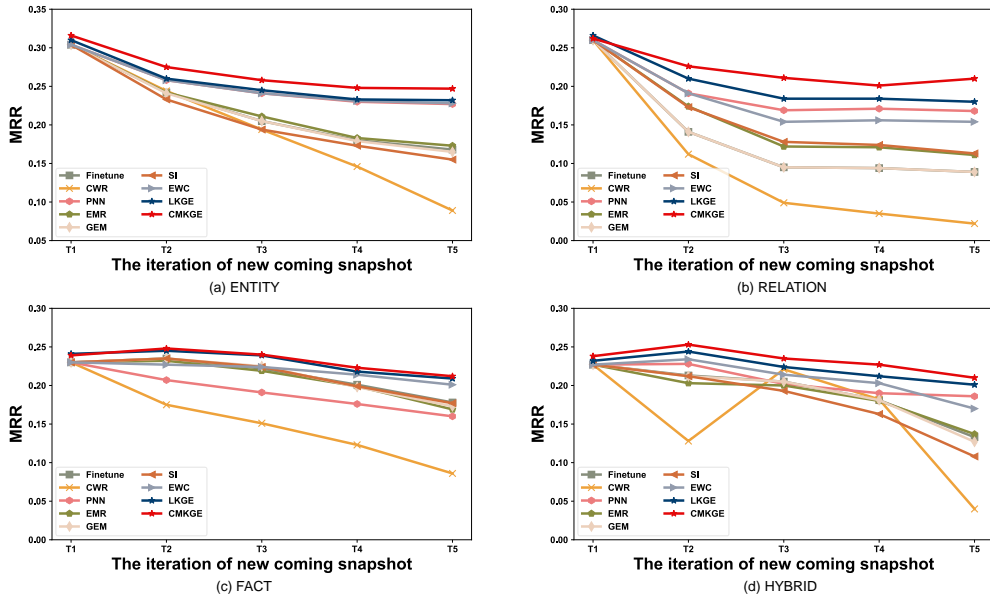 0.35
0.30
0.25
0.20
0.15
0.10
0.05
MRR
Finetune
CWR
PNN
EMR
GEM
SI
EWC
LKGE
CMKGE
T1 T2 T3 T4 T5
The iteration of new coming snapshot
(a) ENTITY
0.35
0.30
0.25
0.20
0.15
0.10
0.05
0.00
MRR
Finetune
CWR
PNN
EMR
GEM
SI
EWC
LKGE
CMKGE
T1 T2 T3 T4 T5
The iteration of new coming snapshot
(b) RELATION
0.30
0.25
0.20
0.15
0.10
0.05
0.00
MRR
Finetune
CWR
PNN
EMR
GEM
SI
EWC
LKGE
CMKGE
T1 T2 T3 T4 T5
The iteration of new coming snapshot
(c) FACT
0.30
0.25
0.20
0.15
0.10
0.05
0.00
MRR
Finetune
CWR
PNN
EMR
GEM
SI
EWC
LKGE
CMKGE
T1 T2 T3 T4 T5
The iteration of new coming snapshot
(d) HYBRID